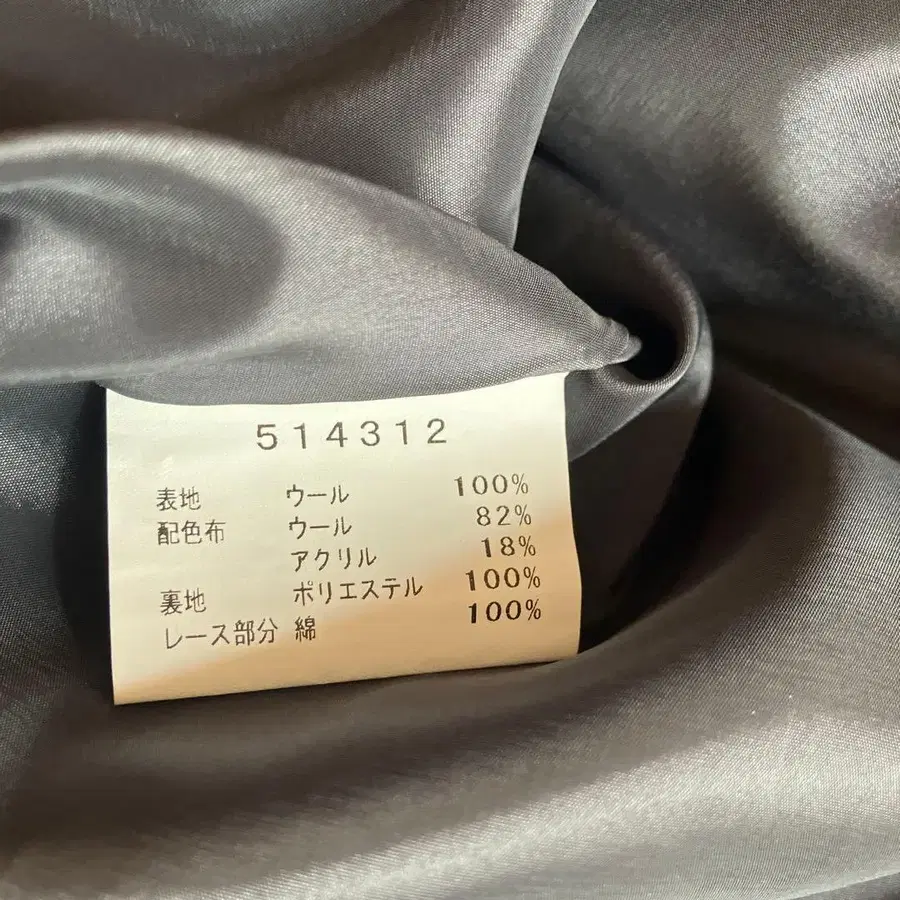 514312
表地 ウール 100%
配色布 ウール 82%
アクリル 18%
裏地 ポリエステル 100%
レース部分 綿 100%